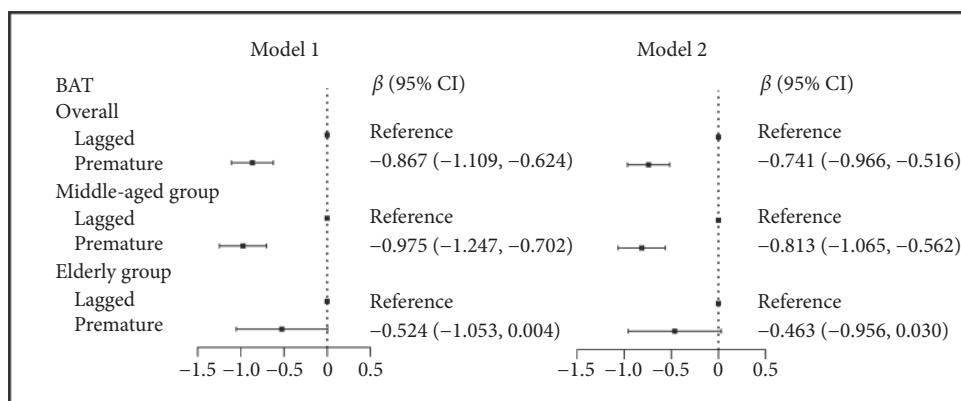 Model 1 Model 2
BAT β (95% CI) β (95% CI)
Overall
Lagged Reference Reference
Premature −0.867 (−1.109, −0.624) −0.741 (−0.966, −0.516)
Middle-aged group
Lagged Reference Reference
Premature −0.975 (−1.247, −0.702) −0.813 (−1.065, −0.562)
Elderly group
Lagged Reference Reference
Premature −0.524 (−1.053, 0.004) −0.463 (−0.956, 0.030)
−1.5 −1.0 −0.5 0 0.5 −1.5 −1.0 −0.5 0 0.5